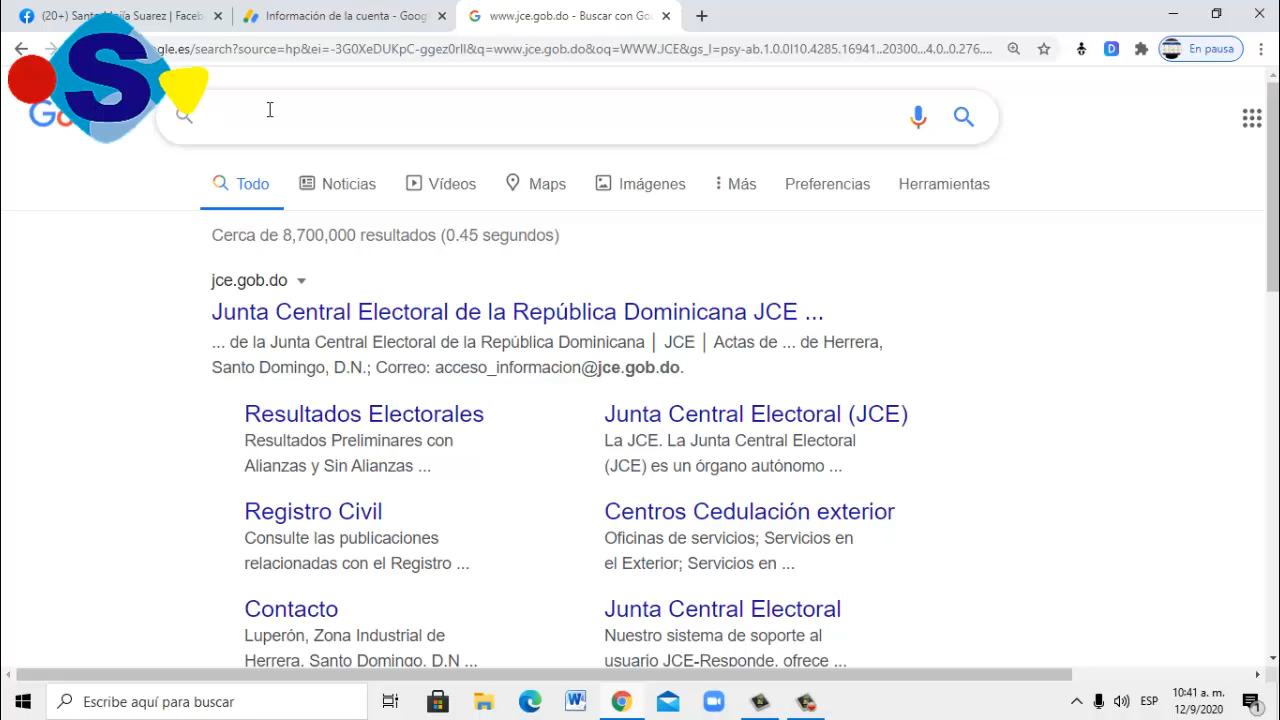 (20+) Santo Mejía Suarez | Faceb
Información de la cuenta - Goog
www.jce.gob.do - Buscar con Goo
gle.es/search?source=hp&ei=-3G0XeDUKpC-ggez0rII&q=www.jce.gob.do&oq=WWW.JCE&gs_l=psy-ab.1.0.0l10.4285.16941..20500...4.0..0.276....
En pausa
S
Todo
Noticias
Vídeos
Maps
Imágenes
Más
Preferencias
Herramientas
Cerca de 8,700,000 resultados (0.45 segundos)
jce.gob.do
Junta Central Electoral de la República Dominicana JCE ...
... de la Junta Central Electoral de la República Dominicana | JCE | Actas de ... de Herrera,
Santo Domingo, D.N.; Correo: acceso_informacion@jce.gob.do.
Resultados Electorales
Resultados Preliminares con
Alianzas y Sin Alianzas ...
Junta Central Electoral (JCE)
La JCE. La Junta Central Electoral
(JCE) es un órgano autónomo ...
Registro Civil
Consulte las publicaciones
relacionadas con el Registro ...
Centros Cedulación exterior
Oficinas de servicios; Servicios en
el Exterior; Servicios en ...
Contacto
Luperón, Zona Industrial de
Herrera, Santo Domingo, D.N ...
Junta Central Electoral
Nuestro sistema de soporte al
usuario JCE-Responde, ofrece ...
Escribe aquí para buscar
ESP
10:41 a. m.
12/9/2020